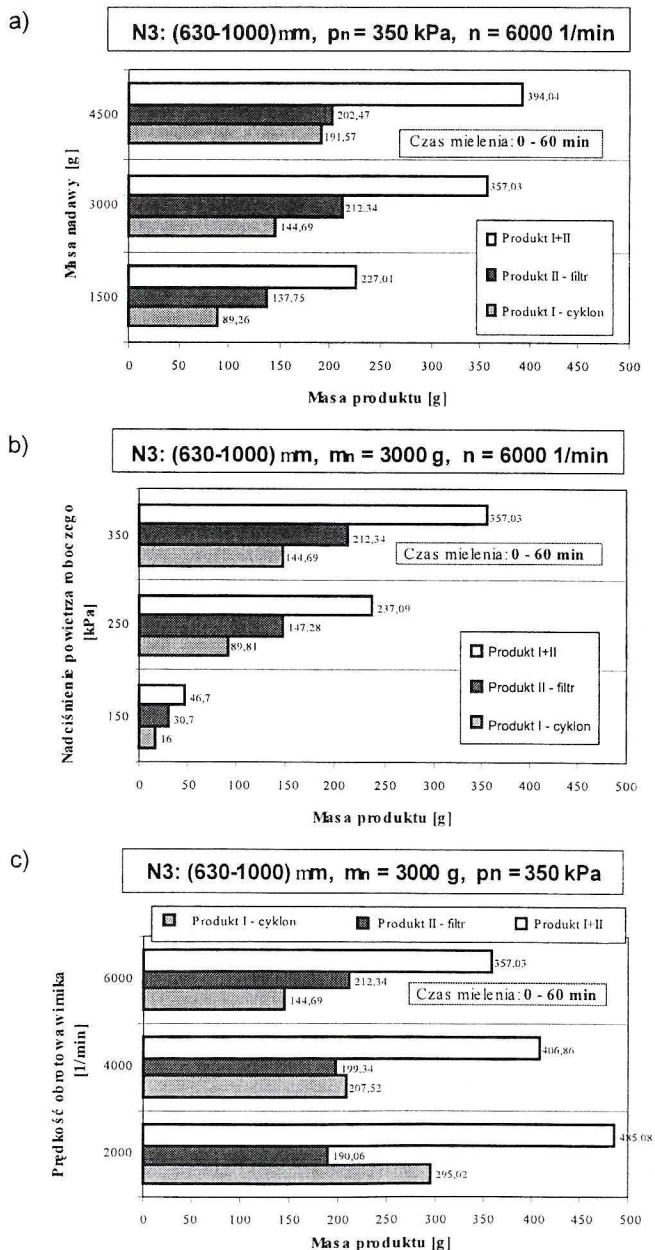 a)
N3: (630-1000) mm, pn = 350 kPa, n = 6000 1/min
Masa nadawy [g]
4500
394,04
202,47
191,57
Czas mielenia: 0 - 60 min
3000
357,03
212,34
144,69
1500
227,01
137,75
89,26
Produkt I+II
Produkt II - filtr
Produkt I - cyklon
0 50 100 150 200 250 300 350 400 450 500
Masa produktu [g]
b)
N3: (630-1000) mm, mn = 3000 g, n = 6000 1/min
Nadciśnienie powietrza roboczego
[kPa]
350
357,03
212,34
144,69
Czas mielenia: 0 - 60 min
250
237,09
147,28
89,81
150
46,7
30,7
16
Produkt I+II
Produkt II - filtr
Produkt I - cyklon
0 50 100 150 200 250 300 350 400 450 500
Masa produktu [g]
c)
N3: (630-1000) mm, mn = 3000 g, pn = 350 kPa
Produkt I - cyklon Produkt II - filtr Produkt I+II
Prędkość obrotowa wirnika
[1/min]
6000
357,03
212,34
144,69
Czas mielenia: 0 - 60 min
4000
406,86
199,34
207,52
2000
485,08
190,06
295,02
0 50 100 150 200 250 300 350 400 450 500
Masa produktu [g]